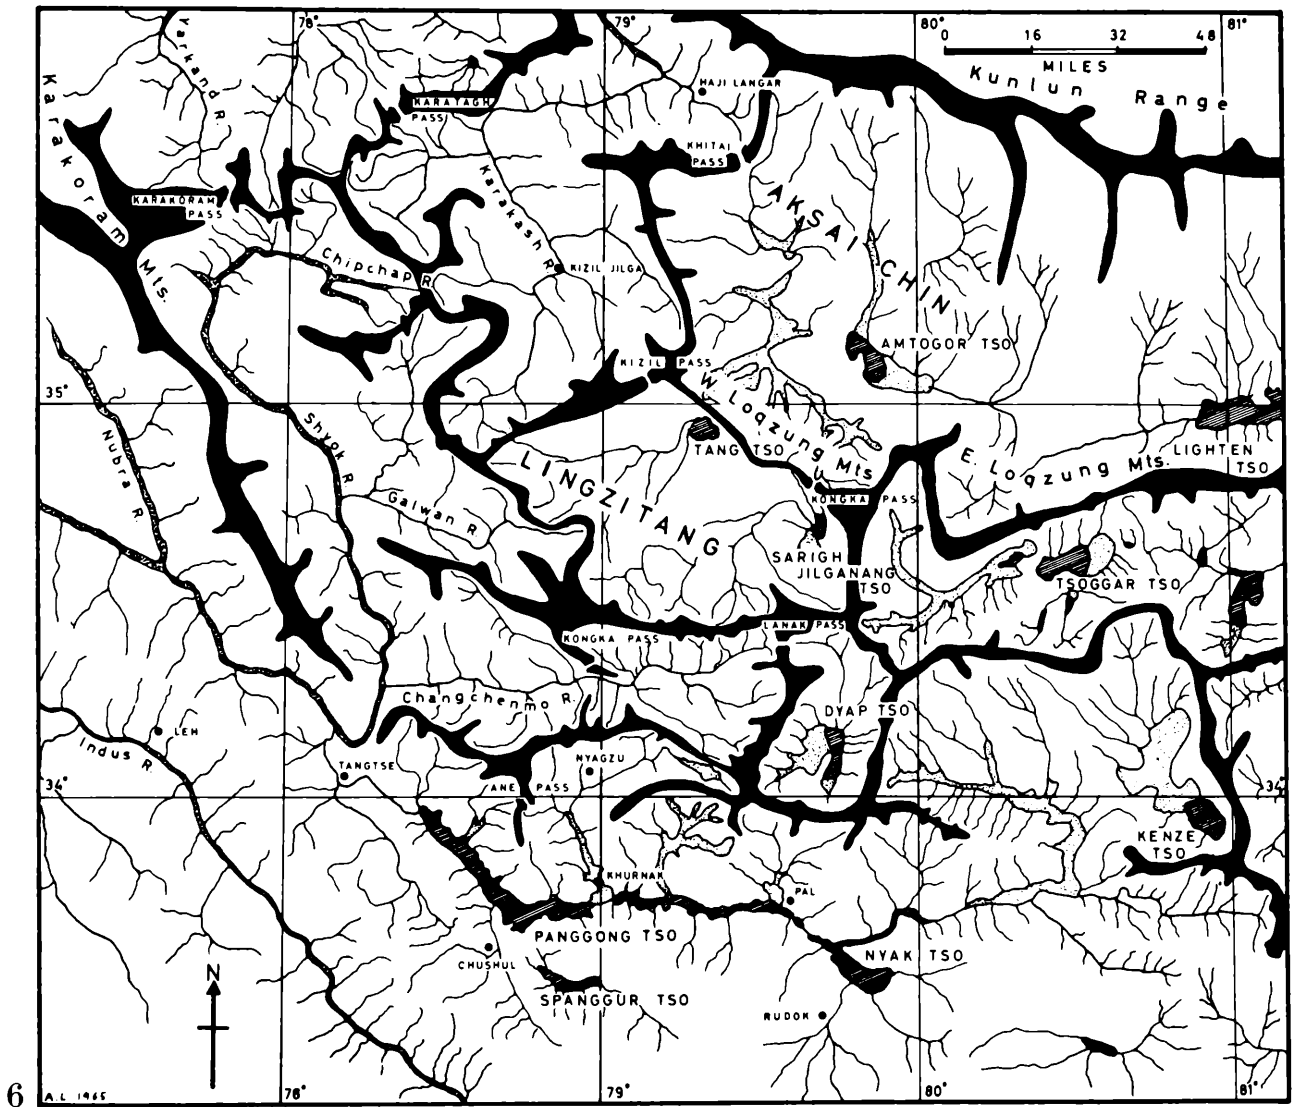 78°
79°
80°
81°
0 16 32 48
MILES
Yarkand R.
Karakoram Mts.
KARATAGH
PASS
HAJI LANGAR
Kunlun Range
KHITAI
PASS
KARAKORAM
PASS
Karakash R.
AKSAI CHIN
Chipchap R.
KIZIL JILGA
AMTOGOR TSO
KIZIL PASS
35°
W. Loqzung Mts
Nubra R.
Shyok R.
TANG TSO
E. Loqzung Mts.
LIGHTEN
TSO
LINGZITANG
Galwan R.
KONGKA PASS
SARIGH
JILGANANG
TSO
TSOGGAR TSO
LANAK PASS
KONGKA PASS
Changchenmo R.
DYAP TSO
LEH
Indus R.
TANGTSE
NYAGZU
34°
34°
ANE PASS
KENZE
TSO
KHURNAK
PAL
PANGGONG TSO
NYAK TSO
CHUSHUL
N
SPANGGUR TSO
RUDOK
6
A.L. 1965
78°
79°
80°
81°